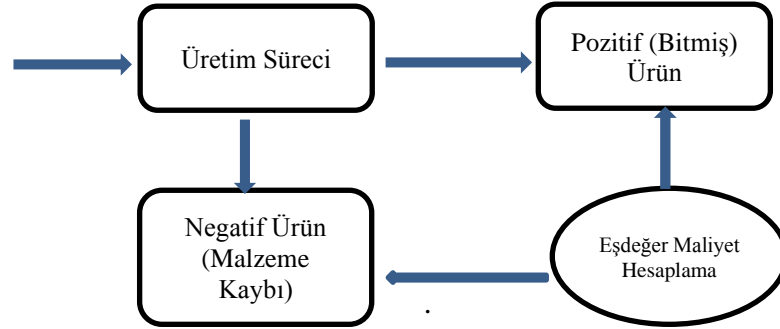 Üretim Süreci
Pozitif (Bitmiş)
Ürün
Negatif Ürün
(Malzeme
Kaybı)
Eşdeğer Maliyet
Hesaplama
.